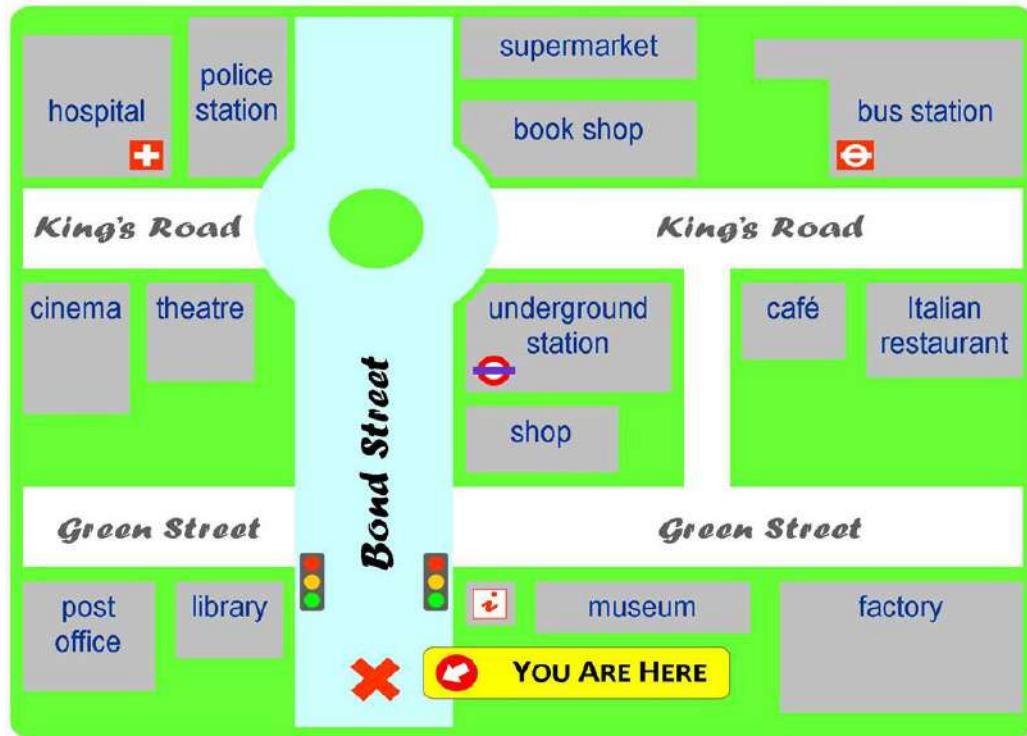 hospital
police
station
supermarket
book shop
bus station
King's Road
King's Road
cinema
theatre
underground
station
café
Italian
restaurant
shop
Bond Street
Green Street
Green Street
post
office
library
i
museum
factory
YOU ARE HERE